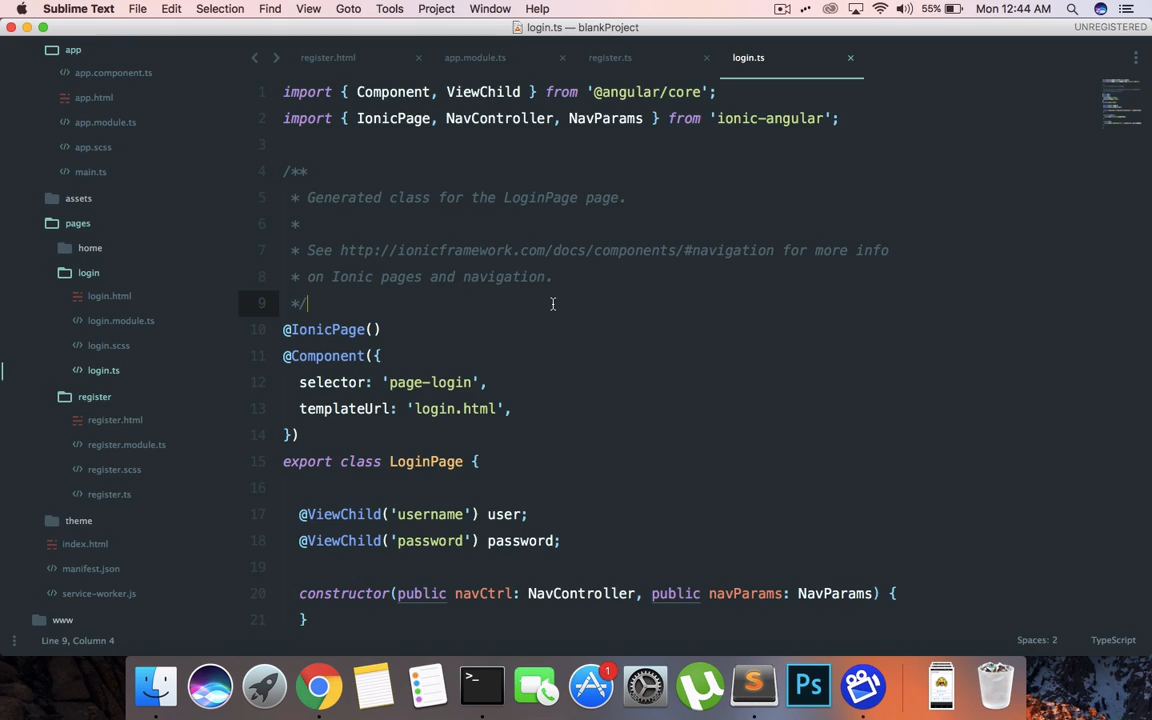 Sublime Text File Edit Selection Find View Goto Tools Project Window Help 55% Mon 12:44 AM
login.ts — blankProject UNREGISTERED
app
app.component.ts
app.html
app.module.ts
app.scss
main.ts
assets
pages
home
login
login.html
login.module.ts
login.scss
login.ts
register
register.html
register.module.ts
register.scss
register.ts
theme
index.html
manifest.json
service-worker.js
www
register.html × app.module.ts × register.ts × login.ts ×
1 import { Component, ViewChild } from '@angular/core';
2 import { IonicPage, NavController, NavParams } from 'ionic-angular';
3
4 /**
5 * Generated class for the LoginPage page.
6 *
7 * See http://ionicframework.com/docs/components/#navigation for more info
8 * on Ionic pages and navigation.
9 */
10 @IonicPage()
11 @Component({
12 selector: 'page-login',
13 templateUrl: 'login.html',
14 })
15 export class LoginPage {
16
17 @ViewChild('username') user;
18 @ViewChild('password') password;
19
20 constructor(public navCtrl: NavController, public navParams: NavParams) {
21 }
Line 9, Column 4 Spaces: 2 TypeScript
>_ 1 µ S Ps